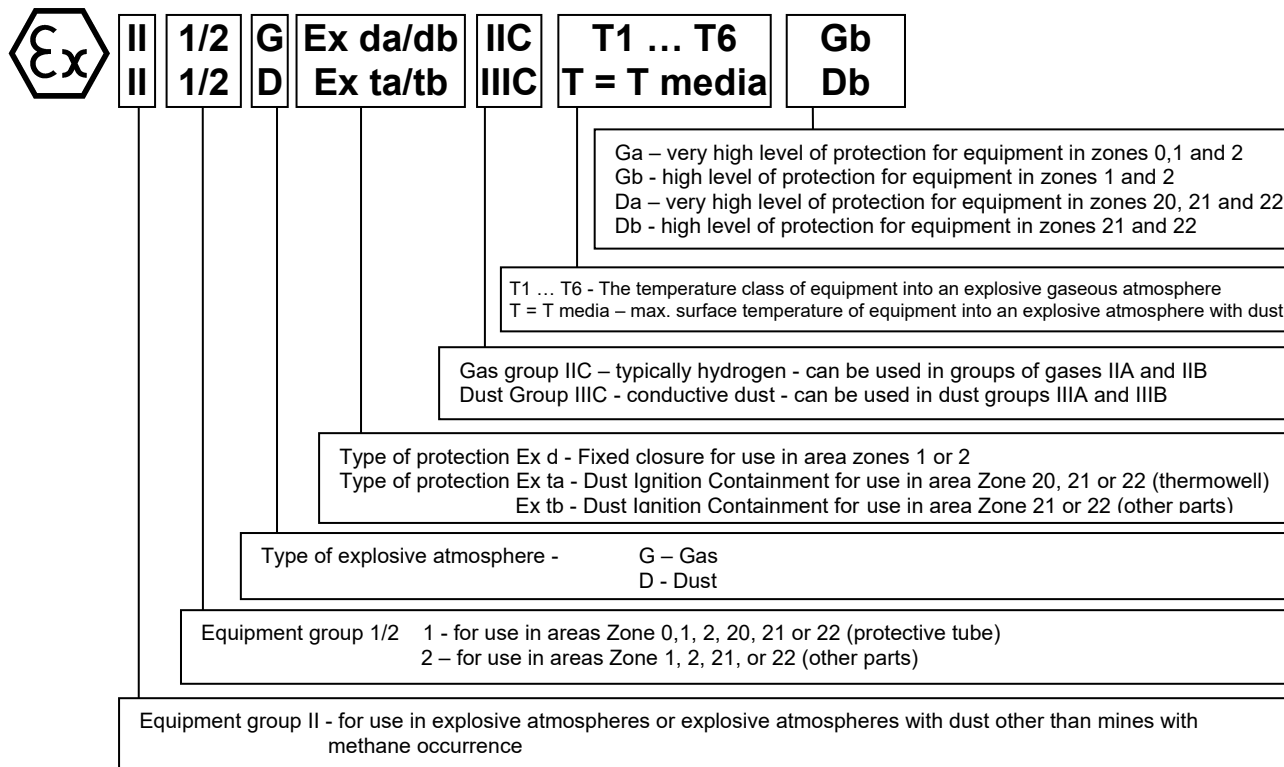 Ex II 1/2 G Ex da/db IIC T1 … T6 Gb
II 1/2 D Ex ta/tb IIIC T = T media Db
Ga – very high level of protection for equipment in zones 0,1 and 2
Gb - high level of protection for equipment in zones 1 and 2
Da – very high level of protection for equipment in zones 20, 21 and 22
Db - high level of protection for equipment in zones 21 and 22
T1 … T6 - The temperature class of equipment into an explosive gaseous atmosphere
T = T media – max. surface temperature of equipment into an explosive atmosphere with dust
Gas group IIC – typically hydrogen - can be used in groups of gases IIA and IIB
Dust Group IIIC - conductive dust - can be used in dust groups IIIA and IIIB
Type of protection Ex d - Fixed closure for use in area zones 1 or 2
Type of protection Ex ta - Dust Ignition Containment for use in area Zone 20, 21 or 22 (thermowell)
Ex tb - Dust Ignition Containment for use in area Zone 21 or 22 (other parts)
Type of explosive atmosphere - G – Gas
D - Dust
Equipment group 1/2 1 - for use in areas Zone 0,1, 2, 20, 21 or 22 (protective tube)
2 – for use in areas Zone 1, 2, 21, or 22 (other parts)
Equipment group II - for use in explosive atmospheres or explosive atmospheres with dust other than mines with
methane occurrence